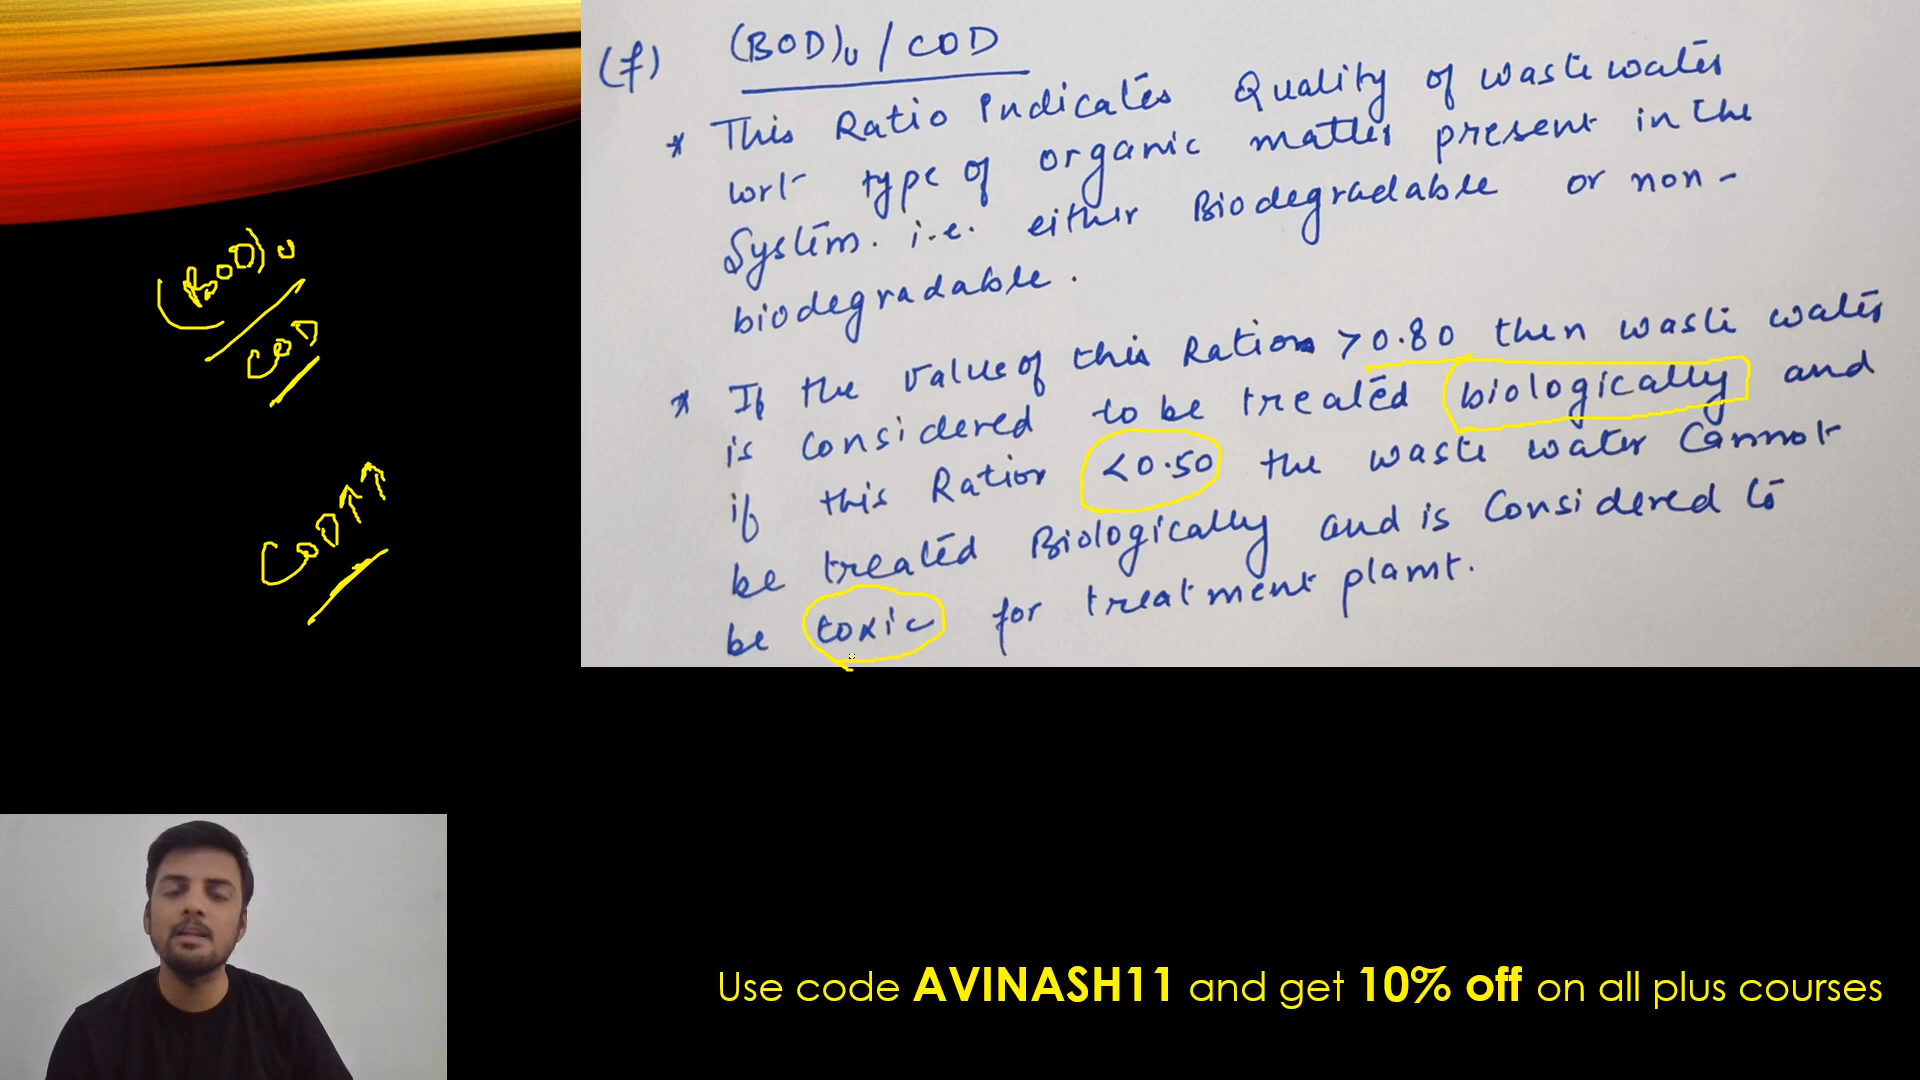 (f) (BOD)u / COD
* This Ratio Indicates Quality of waste water
wrt type of organic matter present in the
System. i.e. either Biodegradable or non-
biodegradable.
* If the value of this Ration >0.80 then waste water
is considered to be treated biologically and
if this Ratior <0.50 the waste water Cannot
be treated Biologically and is Considered to
be toxic for treatment plant.
(BOD)u
COD
COD↑↑
Use code AVINASH11 and get 10% off on all plus courses